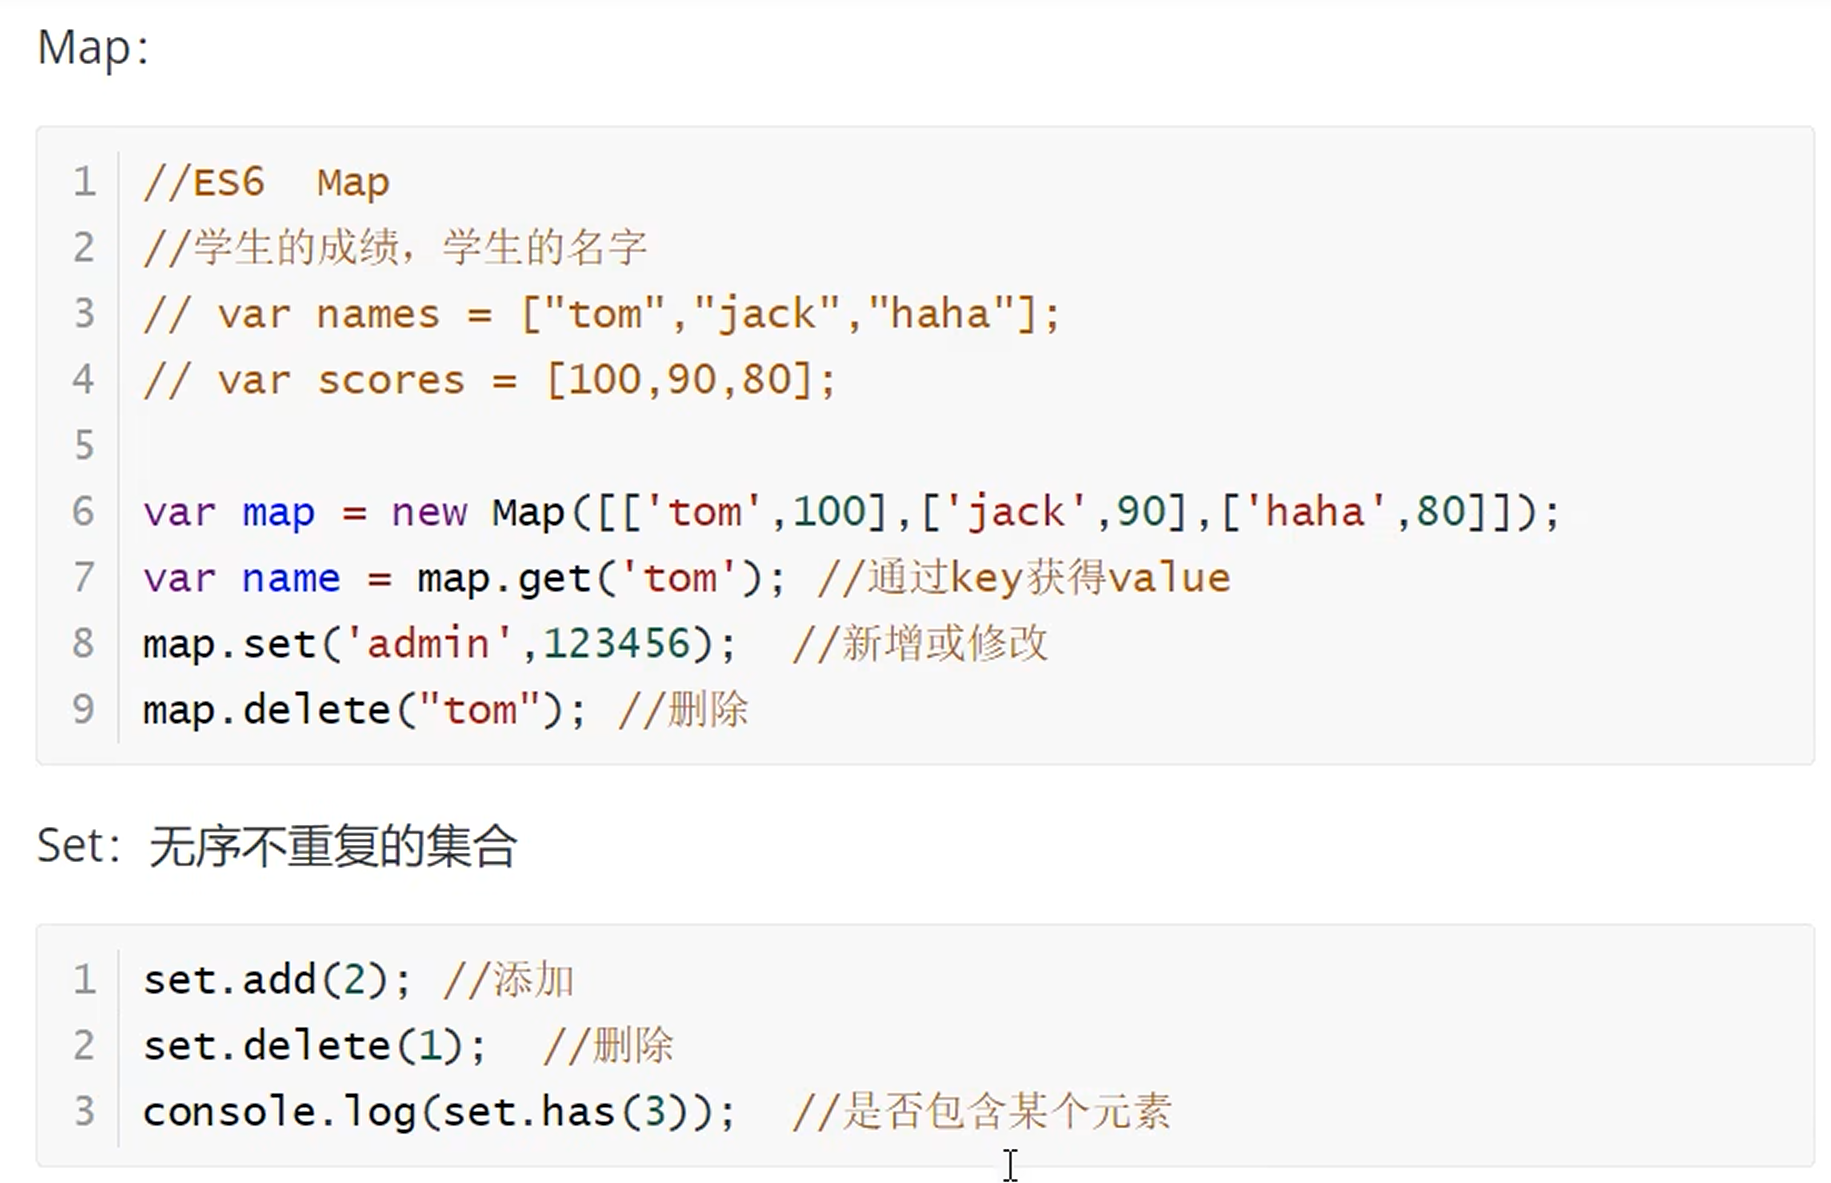 Map：
1 //ES6  Map
2 //学生的成绩，学生的名字
3 // var names = ["tom","jack","haha"];
4 // var scores = [100,90,80];
5
6 var map = new Map([['tom',100],['jack',90],['haha',80]]);
7 var name = map.get('tom'); //通过key获得value
8 map.set('admin',123456);  //新增或修改
9 map.delete("tom"); //删除
Set：无序不重复的集合
1 set.add(2); //添加
2 set.delete(1);  //删除
3 console.log(set.has(3));  //是否包含某个元素